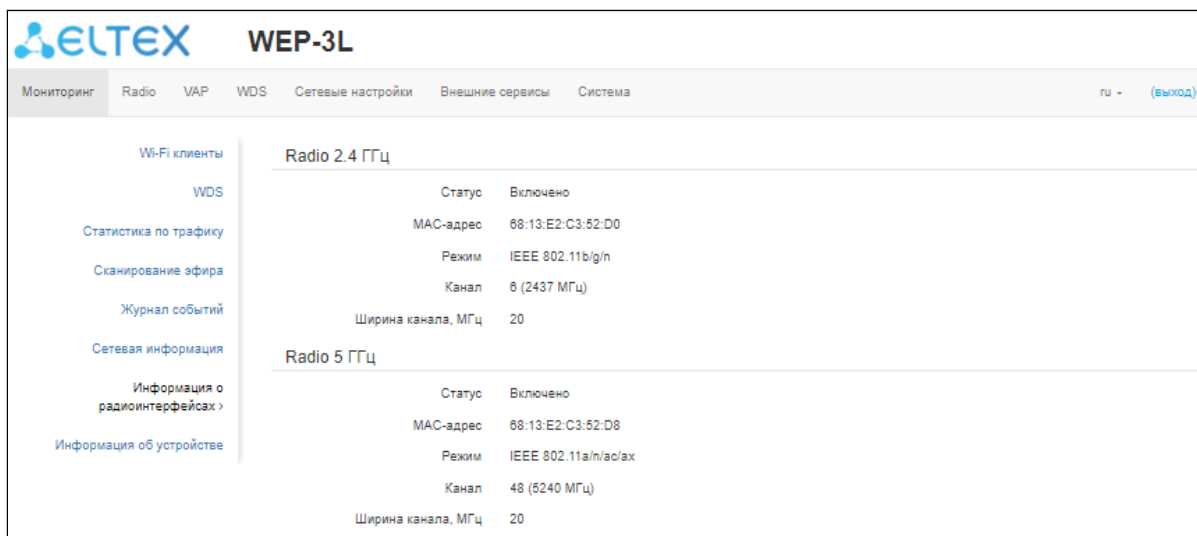 ELTEX WEP-3L
Мониторинг Radio VAP WDS Сетевые настройки Внешние сервисы Система ru (выход)
Wi-Fi клиенты
WDS
Статистика по трафику
Сканирование эфира
Журнал событий
Сетевая информация
Информация о
радиоинтерфейсах >
Информация об устройстве
Radio 2.4 ГГц
Статус Включено
MAC-адрес 68:13:E2:C3:52:D0
Режим IEEE 802.11b/g/n
Канал 6 (2437 МГц)
Ширина канала, МГц 20
Radio 5 ГГц
Статус Включено
MAC-адрес 68:13:E2:C3:52:D8
Режим IEEE 802.11a/n/ac/ax
Канал 48 (5240 МГц)
Ширина канала, МГц 20